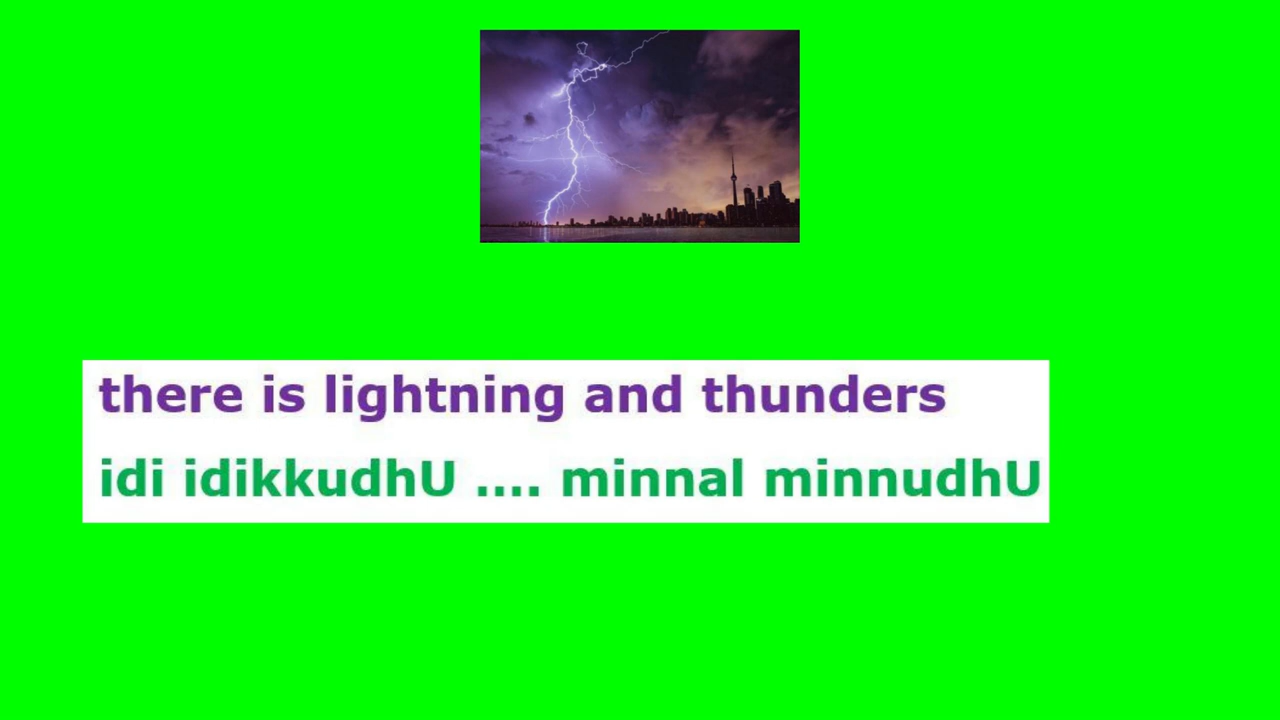 there is lightning and thunders
idi idikkudhU .... minnal minnudhU